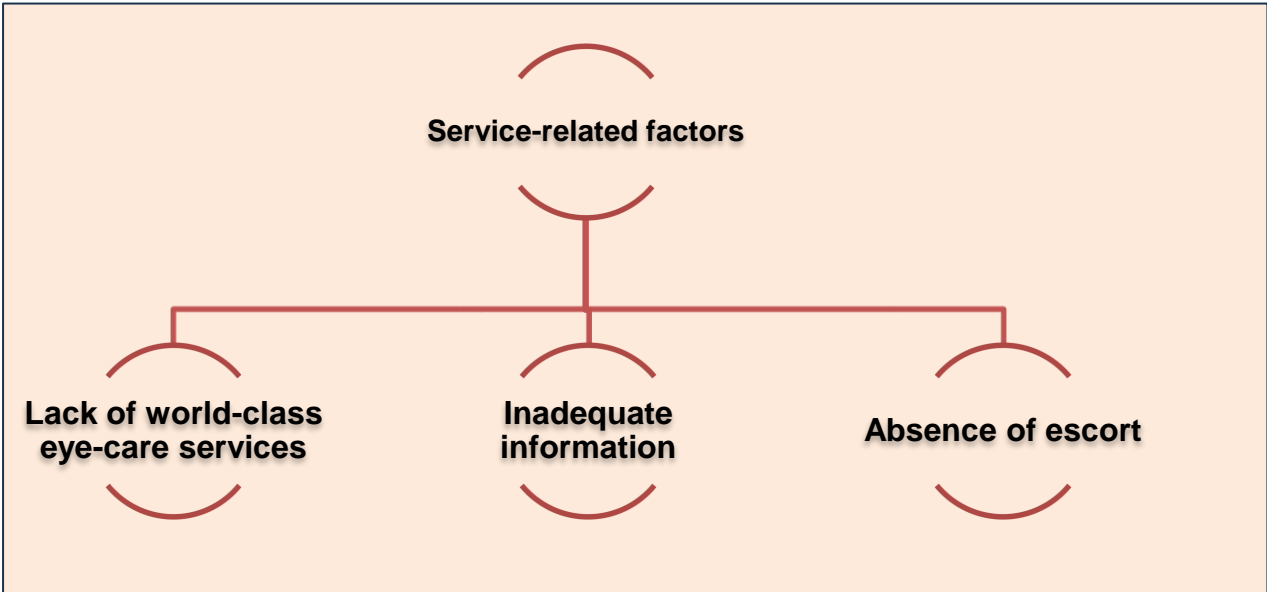 Service-related factors
Lack of world-class
eye-care services
Inadequate
information
Absence of escort